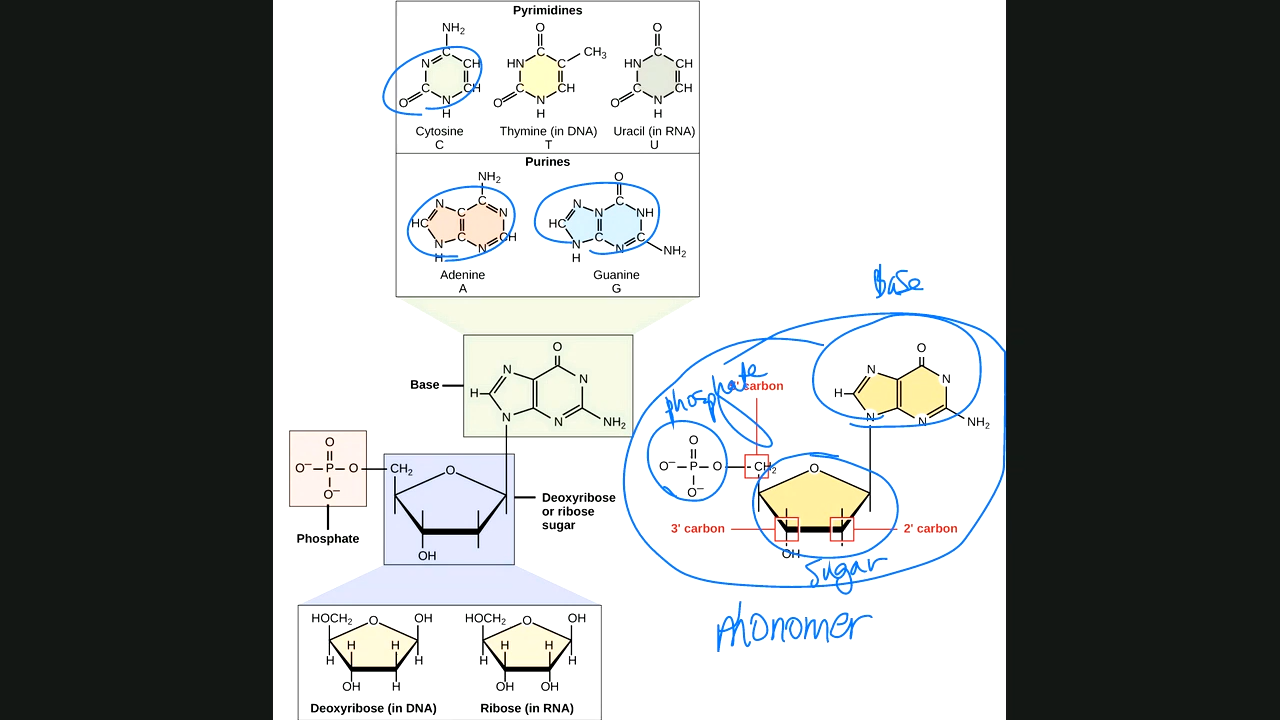 Pyrimidines
NH2
C
N
CH
C
CH
O
N
H
Cytosine
C
O
C
CH3
HN
C
C
CH
O
N
H
Thymine (in DNA)
T
O
C
HN
CH
C
CH
O
N
H
Uracil (in RNA)
U
Purines
NH2
N
C
C
N
HC
C
CH
N
N
H
Adenine
A
O
N
N
C
NH
HC
C
C
N
N
NH2
H
Guanine
G
Base
O
N
N
H
N
N
NH2
O
O− P O CH2
O−
O
OH
Phosphate
Deoxyribose
or ribose
sugar
HOCH2
O
OH
H
H
H
H
OH
H
Deoxyribose (in DNA)
HOCH2
O
OH
H
H
H
H
OH
OH
Ribose (in RNA)
Base
O
N
N
H
N
N
NH2
phosphate
5' carbon
O
O− P O CH2
O−
O
3' carbon
2' carbon
OH
Sugar